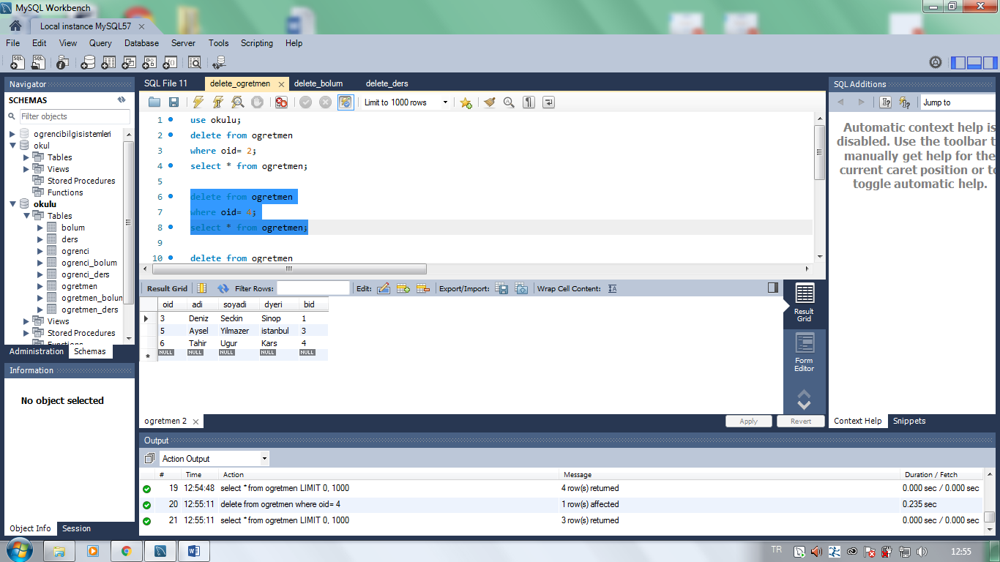 MySQL Workbench
Local instance MySQL57
File Edit View Query Database Server Tools Scripting Help
Navigator
SCHEMAS
Filter objects
ogrencibilgisistemleri
okul
Tables
Views
Stored Procedures
Functions
okulu
Tables
bolum
ders
ogrenci
ogrenci_bolum
ogrenci_ders
ogretmen
ogretmen_bolun
ogretmen_ders
Views
Stored Procedures
Functions
Administration Schemas
Information
No object selected
Object Info Session
SQL File 11 delete_ogretmen delete_bolum delete_ders
Limit to 1000 rows
1 use okulu;
2 delete from ogretmen
3 where oid= 2;
4 select * from ogretmen;
5
6 delete from ogretmen
7 where oid= 4;
8 select * from ogretmen;
9
10 delete from ogretmen
Result Grid Filter Rows: Edit: Export/Import: Wrap Cell Content:
oid adi soyadi dyeri bid
3 Deniz Seckin Sinop 1
5 Aysel Yilmazer istanbul 3
6 Tahir Ugur Kars 4
NULL NULL NULL NULL NULL
Result
Grid
Form
Editor
ogretmen 2
Apply Revert
Output
Action Output
# Time Action Message Duration / Fetch
19 12:54:48 select * from ogretmen LIMIT 0, 1000 4 row(s) returned 0.000 sec / 0.000 sec
20 12:55:11 delete from ogretmen where oid= 4 1 row(s) affected 0.235 sec
21 12:55:11 select * from ogretmen LIMIT 0, 1000 3 row(s) returned 0.000 sec / 0.000 sec
SQL Additions
Jump to
Automatic context help is
disabled. Use the toolbar t
manually get help for the
current caret position or to
toggle automatic help.
Context Help Snippets
TR
12:55